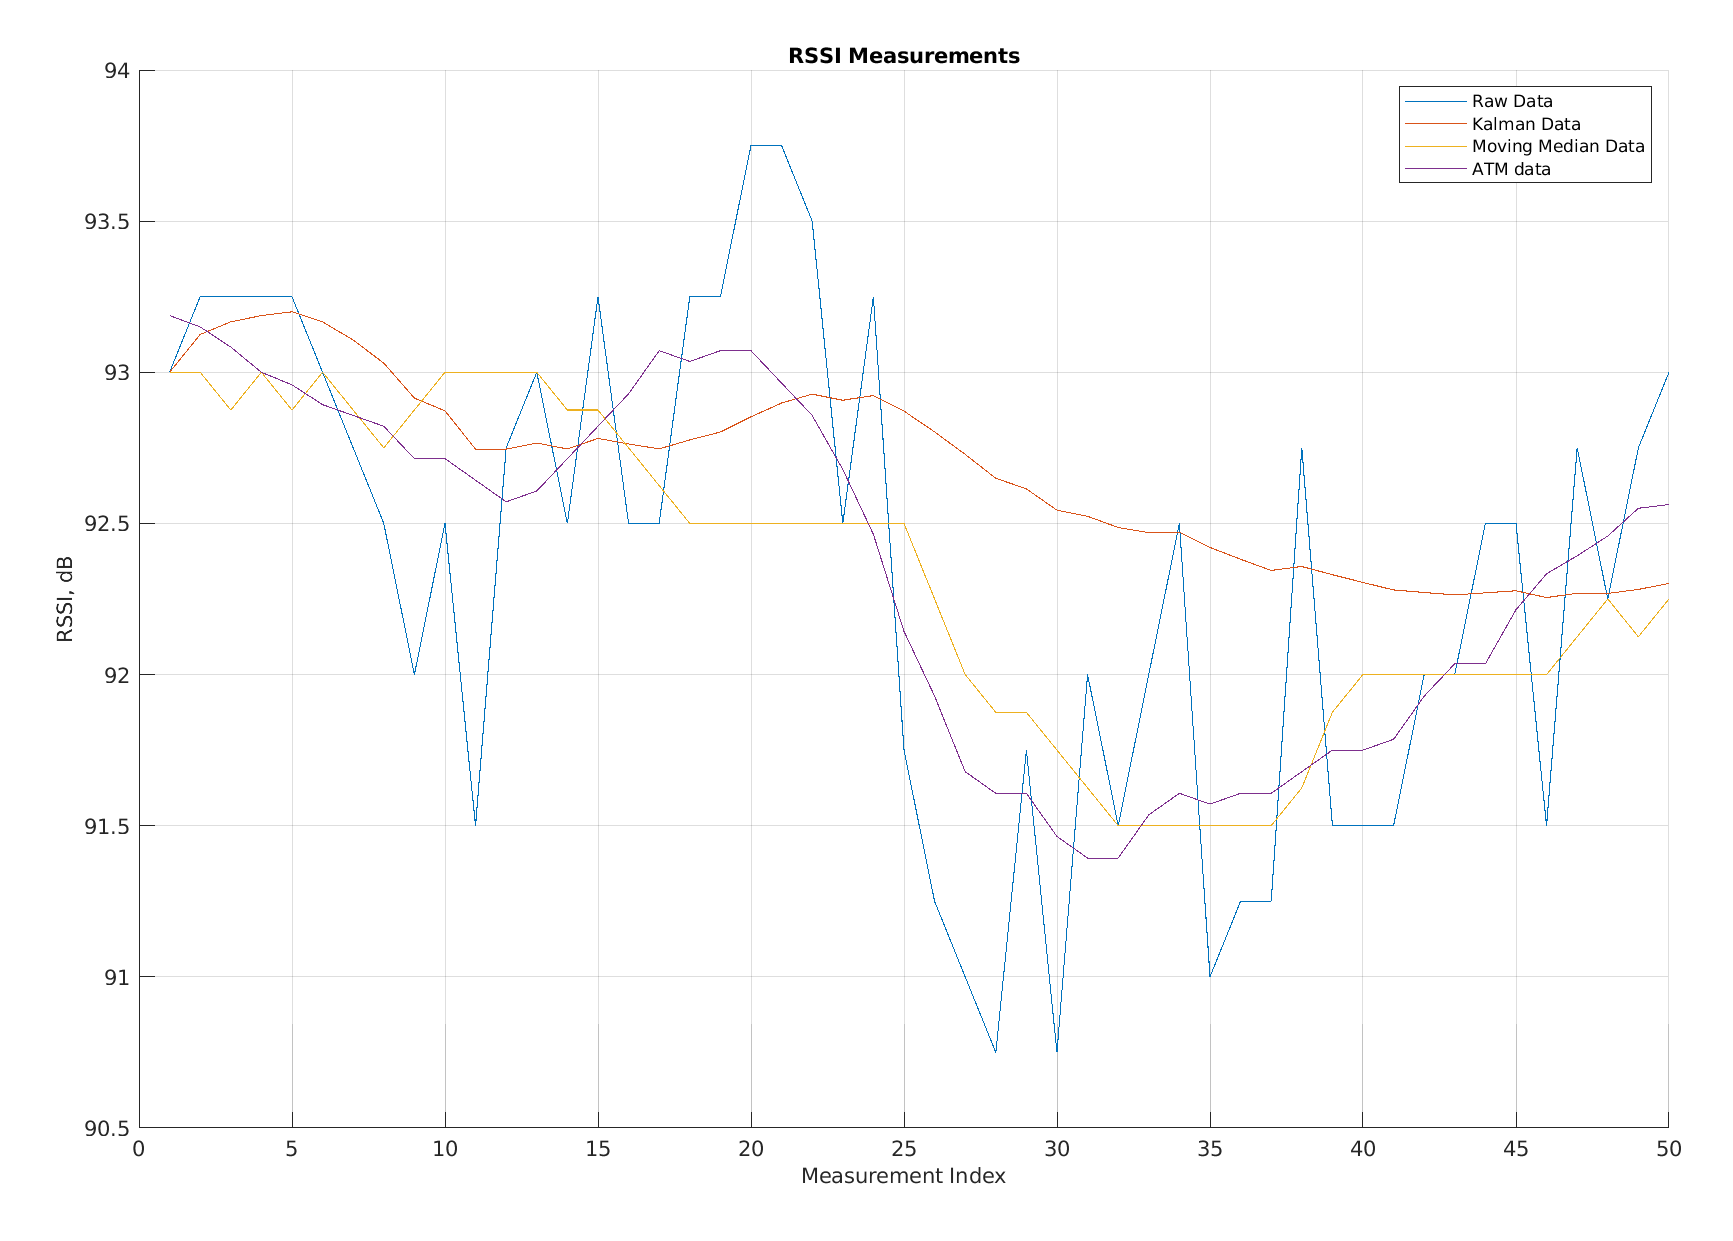 RSSI Measurements
94
93.5
93
92.5
92
91.5
91
90.5
RSSI, dB
Raw Data
Kalman Data
Moving Median Data
ATM data
0 5 10 15 20 25 30 35 40 45 50
Measurement Index